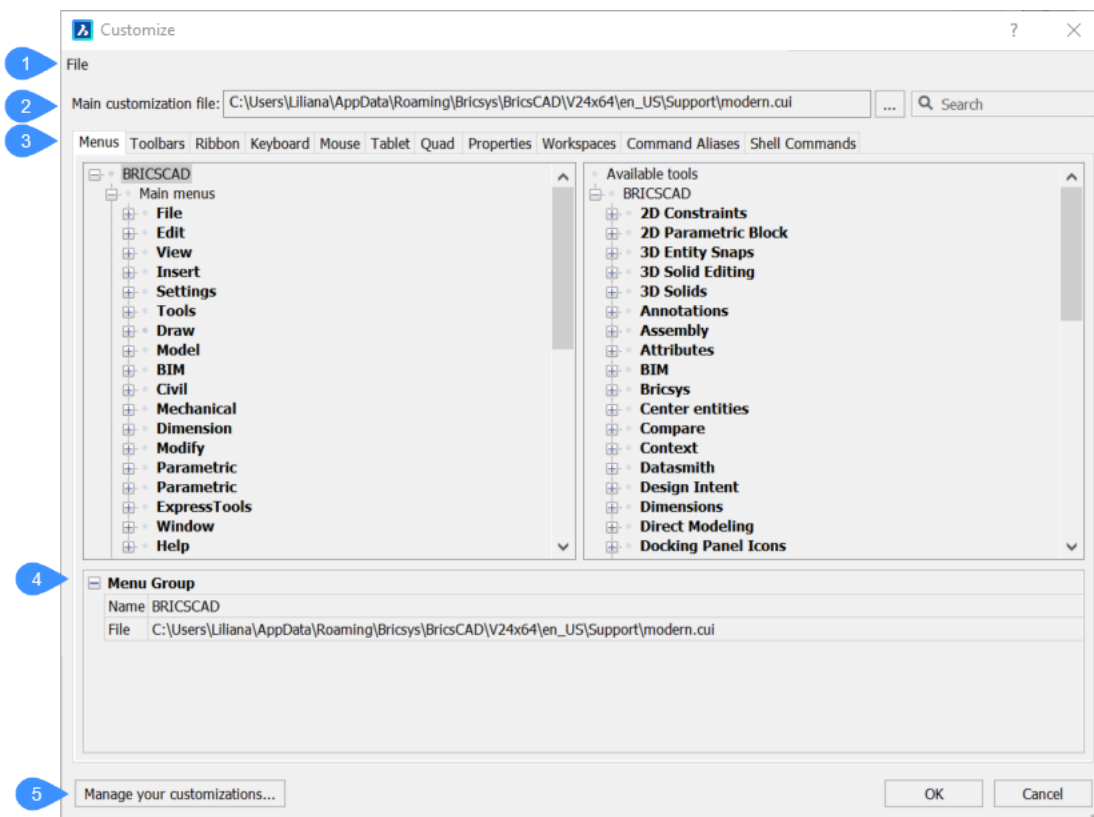 Customize ?
1 File
2 Main customization file: C:\Users\Liliana\AppData\Roaming\Bricsys\BricsCAD\V24x64\en_US\Support\modern.cui ... Search
3 Menus Toolbars Ribbon Keyboard Mouse Tablet Quad Properties Workspaces Command Aliases Shell Commands
BRICSCAD
Main menus
File
Edit
View
Insert
Settings
Tools
Draw
Model
BIM
Civil
Mechanical
Dimension
Modify
Parametric
Parametric
ExpressTools
Window
Help
Available tools
BRICSCAD
2D Constraints
2D Parametric Block
3D Entity Snaps
3D Solid Editing
3D Solids
Annotations
Assembly
Attributes
BIM
Bricsys
Center entities
Compare
Context
Datasmith
Design Intent
Dimensions
Direct Modeling
Docking Panel Icons
4 Menu Group
Name BRICSCAD
File C:\Users\Liliana\AppData\Roaming\Bricsys\BricsCAD\V24x64\en_US\Support\modern.cui
5 Manage your customizations... OK Cancel